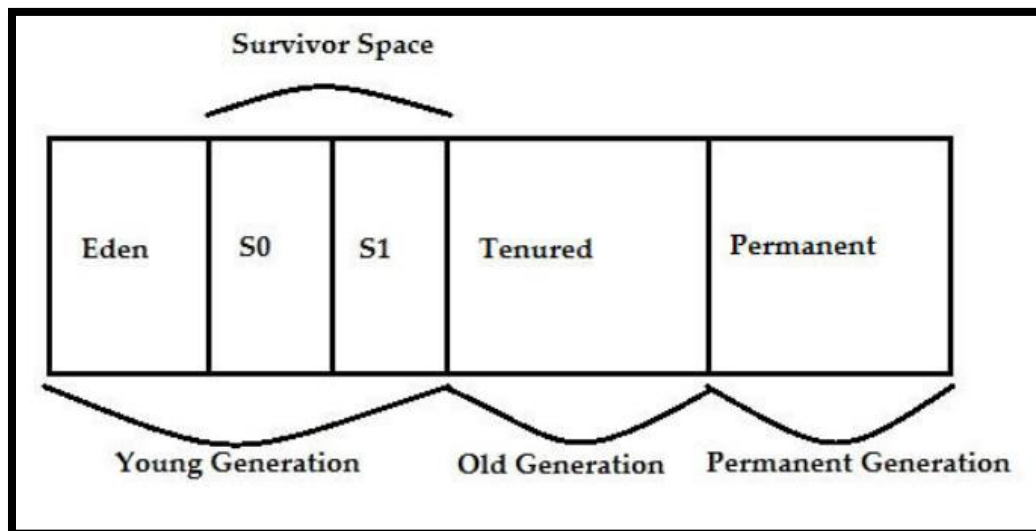 Survivor Space
Eden S0 S1 Tenured Permanent
Young Generation Old Generation Permanent Generation